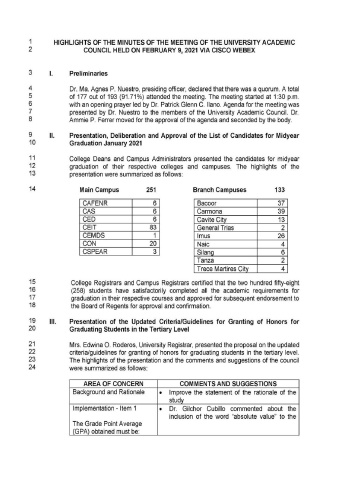 1 HIGHLIGHTS OF THE MINUTES OF THE MEETING OF THE UNIVERSITY ACADEMIC
2 COUNCIL HELD ON FEBRUARY 9, 2021 VIA CISCO WEBEX
3 I. Preliminaries
4 Dr. Ma. Agnes P. Nuestro, presiding officer, declared that there was a quorum. A total
5 of 177 out of 193 (91.71%) attended the meeting. The meeting started at 1:30 p.m.
6 with an opening prayer led by Dr. Patrick Glenn C. Ilano. Agenda for the meeting was
7 presented by Dr. Nuestro to the members of the University Academic Council. Dr.
8 Ammie P. Ferrer moved for the approval of the agenda and seconded by the body.
9 II. Presentation, Deliberation and Approval of the List of Candidates for Midyear
10 Graduation January 2021
11 College Deans and Campus Administrators presented the candidates for midyear
12 graduation of their respective colleges and campuses. The highlights of the
13 presentation were summarized as follows:
14 Main Campus 251 Branch Campuses 133
CAFENR 6
CAS 6
CED 6
CEIT 83
CEMDS 1
CON 20
CSPEAR 3
Bacoor 37
Carmona 39
Cavite City 13
General Trias 2
Imus 26
Naic 4
Silang 6
Tanza 2
Trece Martires City 4
15 College Registrars and Campus Registrars certified that the two hundred fifty-eight
16 (258) students have satisfactorily completed all the academic requirements for
17 graduation in their respective courses and approved for subsequent endorsement to
18 the Board of Regents for approval and confirmation.
19 III. Presentation of the Updated Criteria/Guidelines for Granting of Honors for
20 Graduating Students in the Tertiary Level
21 Mrs. Edwina O. Roderos, University Registrar, presented the proposal on the updated
22 criteria/guidelines for granting of honors for graduating students in the tertiary level.
23 The highlights of the presentation and the comments and suggestions of the council
24 were summarized as follows:
AREA OF CONCERN COMMENTS AND SUGGESTIONS
Background and Rationale • Improve the statement of the rationale of the
study
Implementation - Item 1 • Dr. Gilchor Cubillo commented about the
inclusion of the word "absolute value" to the
The Grade Point Average
(GPA) obtained must be: